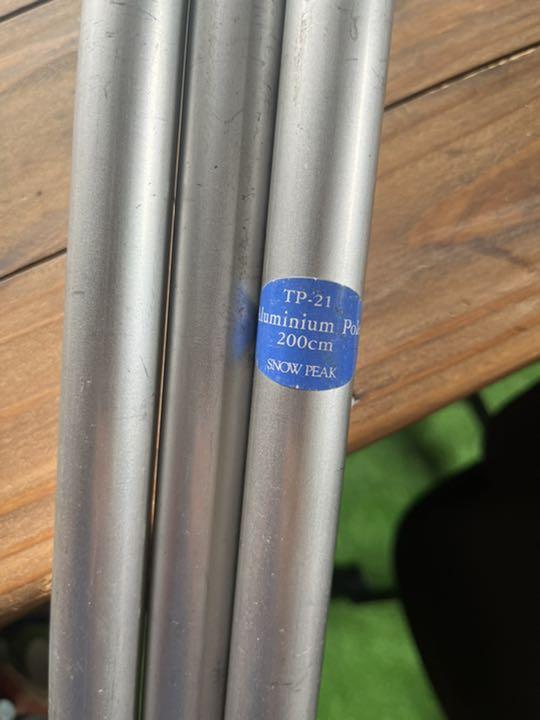 TP-21
luminium Pol
200cm
SNOW PEAK